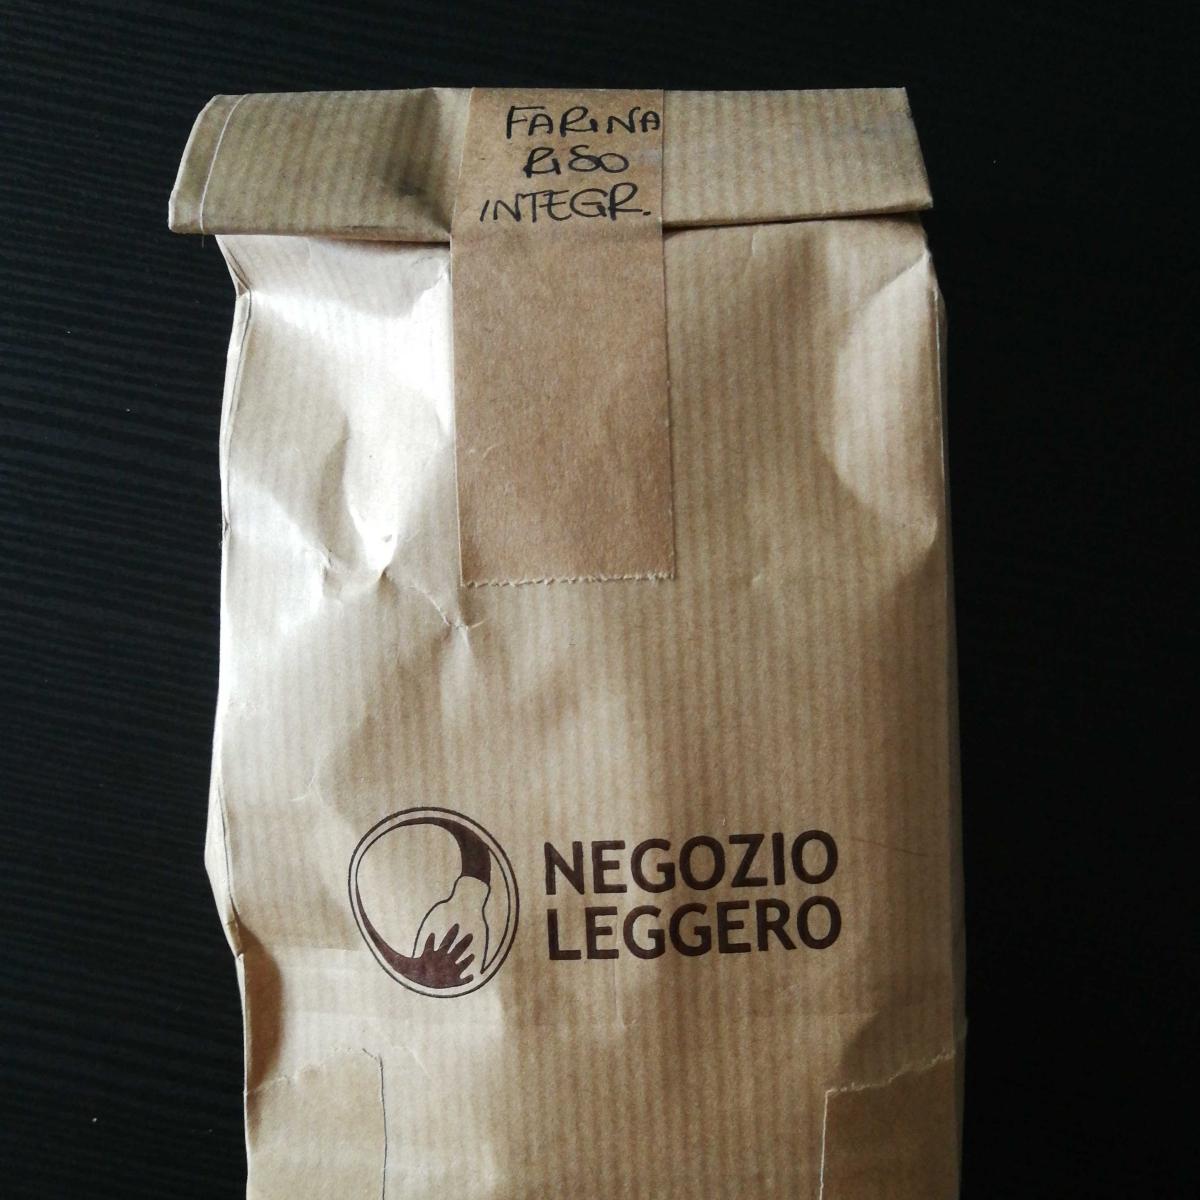 FARINA
RISO
INTEGR.
NEGOZIO
LEGGERO